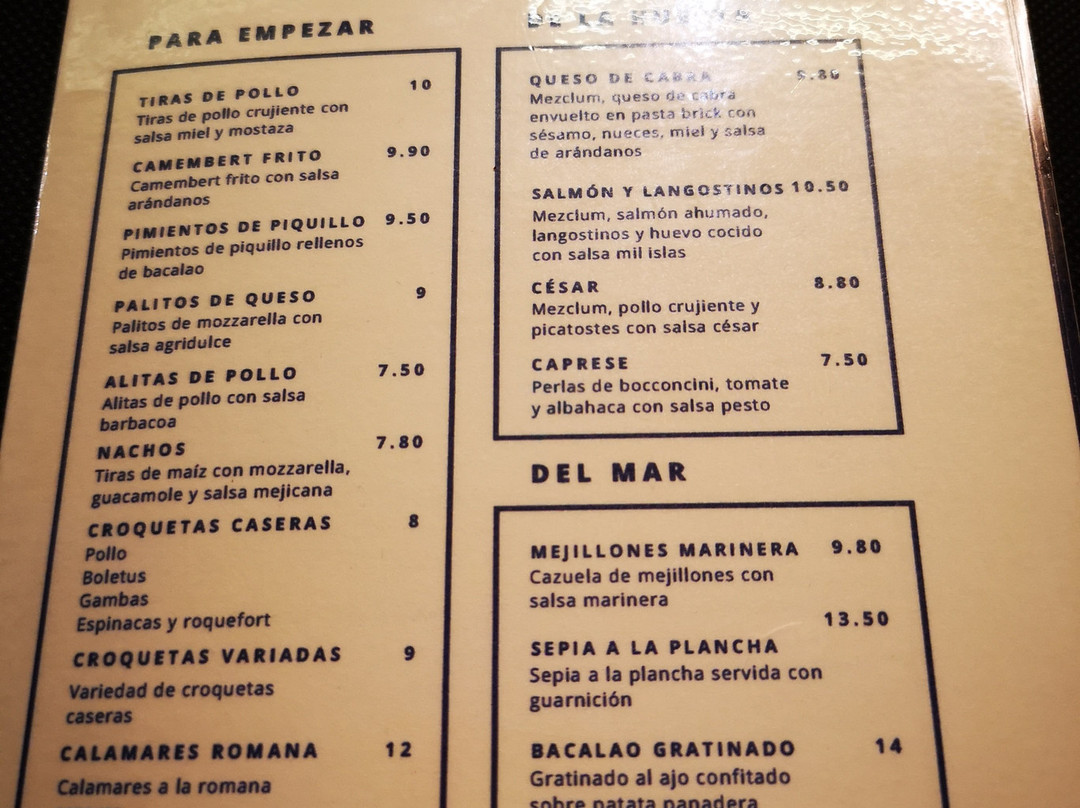 PARA EMPEZAR
TIRAS DE POLLO 10
Tiras de pollo crujiente con
salsa miel y mostaza
CAMEMBERT FRITO 9.90
Camembert frito con salsa
arándanos
PIMIENTOS DE PIQUILLO 9.50
Pimientos de piquillo rellenos
de bacalao
PALITOS DE QUESO 9
Palitos de mozzarella con
salsa agridulce
ALITAS DE POLLO 7.50
Alitas de pollo con salsa
barbacoa
NACHOS 7.80
Tiras de maíz con mozzarella,
guacamole y salsa mejicana
CROQUETAS CASERAS 8
Pollo
Boletus
Gambas
Espinacas y roquefort
CROQUETAS VARIADAS 9
Variedad de croquetas
caseras
CALAMARES ROMANA 12
Calamares a la romana
DE LA
QUESO DE CABRA 9.80
Mezclum, queso de cabra
envuelto en pasta brick con
sésamo, nueces, miel y salsa
de arándanos
SALMÓN Y LANGOSTINOS 10.50
Mezclum, salmón ahumado,
langostinos y huevo cocido
con salsa mil islas
CÉSAR 8.80
Mezclum, pollo crujiente y
picatostes con salsa césar
CAPRESE 7.50
Perlas de bocconcini, tomate
y albahaca con salsa pesto
DEL MAR
MEJILLONES MARINERA 9.80
Cazuela de mejillones con
salsa marinera
13.50
SEPIA A LA PLANCHA
Sepia a la plancha servida con
guarnición
BACALAO GRATINADO 14
Gratinado al ajo confitado
sobre patata panadera